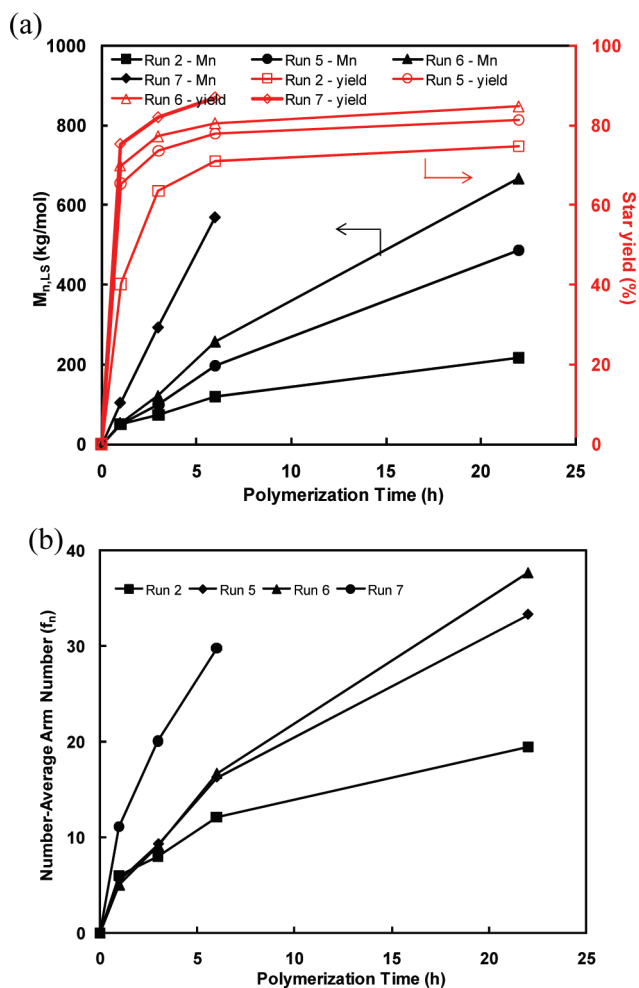 (a)
1000
800
600
400
200
0
M_n,LS (kg/mol)
Run 2 - Mn Run 5 - Mn Run 6 - Mn
Run 7 - Mn Run 2 - yield Run 5 - yield
Run 6 - yield Run 7 - yield
100
80
60
40
20
0
Star yield (%)
0 5 10 15 20 25
Polymerization Time (h)
(b)
40
30
20
10
0
Number-Average Arm Number (f_n)
Run 2 Run 5 Run 6 Run 7
0 5 10 15 20 25
Polymerization Time (h)